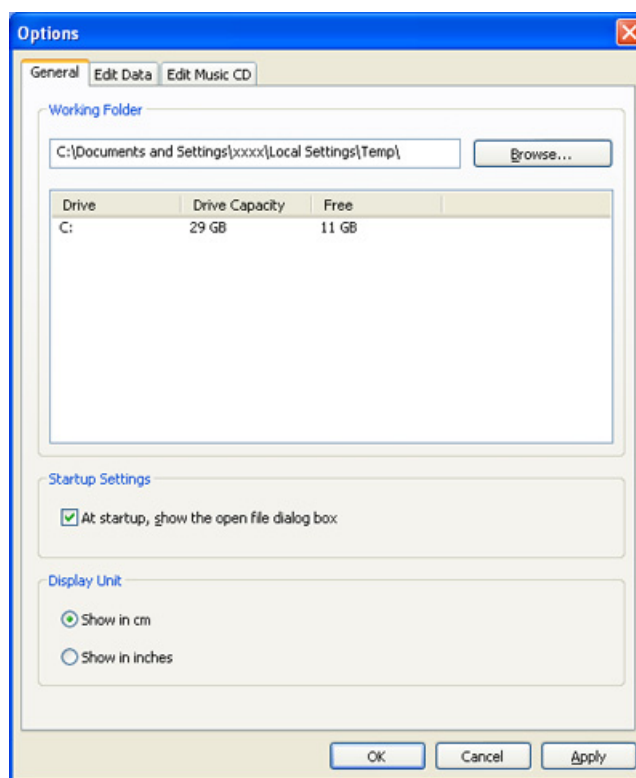 Options
General Edit Data Edit Music CD
Working Folder
C:\Documents and Settings\xxxx\Local Settings\Temp\ Browse...
Drive Drive Capacity Free
C: 29 GB 11 GB
Startup Settings
At startup, show the open file dialog box
Display Unit
Show in cm
Show in inches
OK Cancel Apply